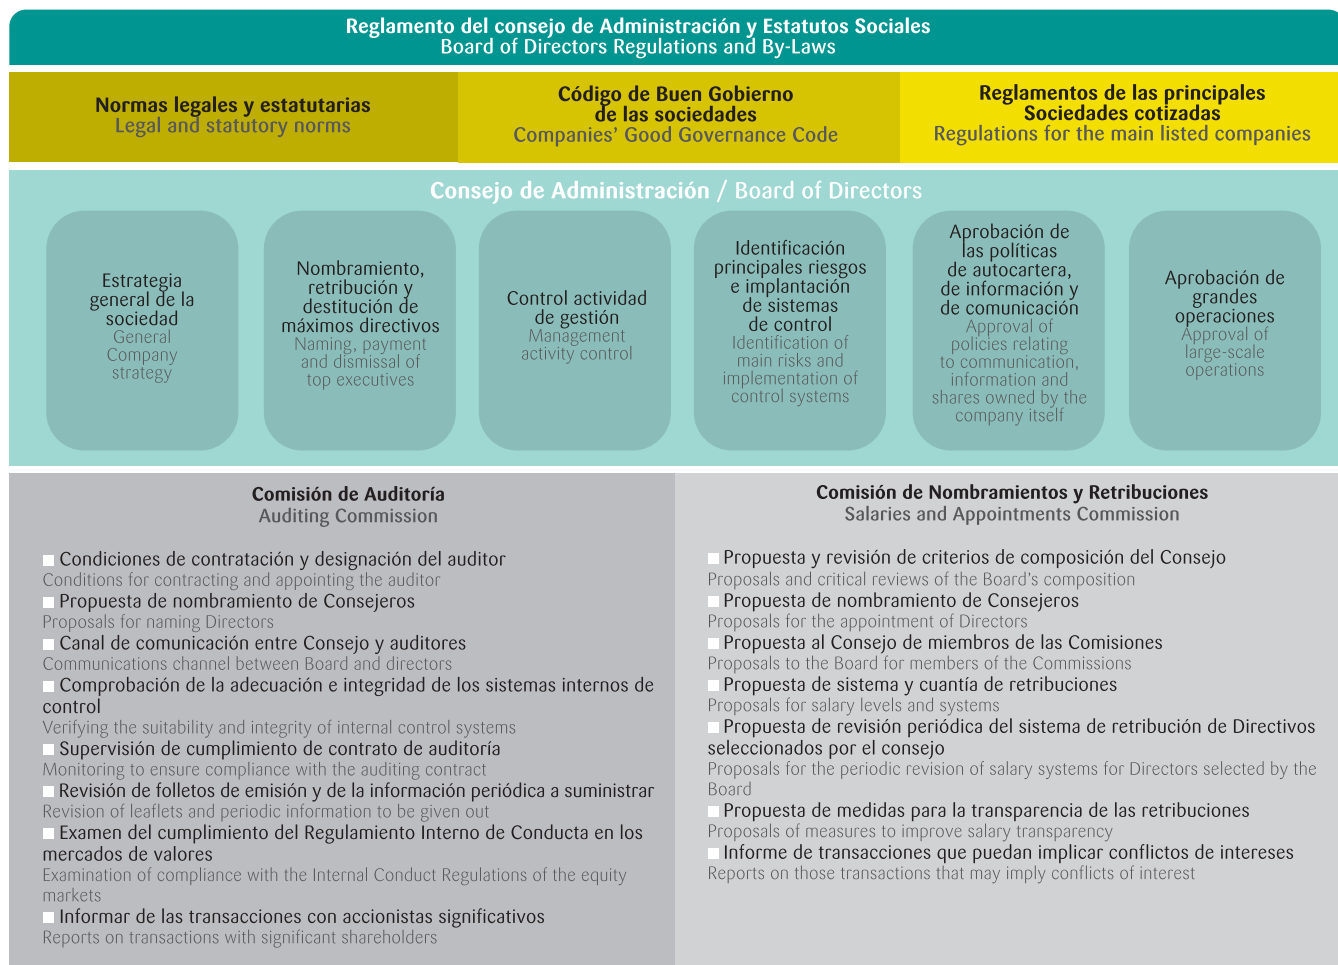 Reglamento del consejo de Administración y Estatutos Sociales
Board of Directors Regulations and By-Laws
Normas legales y estatutarias
Legal and statutory norms
Código de Buen Gobierno
de las sociedades
Companies’ Good Governance Code
Reglamentos de las principales
Sociedades cotizadas
Regulations for the main listed companies
Consejo de Administración / Board of Directors
Estrategia
general de la
sociedad
General
Company
strategy
Nombramiento,
retribución y
destitución de
máximos directivos
Naming, payment
and dismissal of
top executives
Control actividad
de gestión
Management
activity control
Identificación
principales riesgos
e implantación
de sistemas
de control
Identification of
main risks and
implementation of
control systems
Aprobación de
las políticas
de autocartera,
de información y
de comunicación
Approval of
policies relating
to communication,
information and
shares owned by the
company itself
Aprobación de
grandes
operaciones
Approval of
large-scale
operations
Comisión de Auditoría
Auditing Commission
Condiciones de contratación y designación del auditor
Conditions for contracting and appointing the auditor
Propuesta de nombramiento de Consejeros
Proposals for naming Directors
Canal de comunicación entre Consejo y auditores
Communications channel between Board and directors
Comprobación de la adecuación e integridad de los sistemas internos de
control
Verifying the suitability and integrity of internal control systems
Supervisión de cumplimiento de contrato de auditoría
Monitoring to ensure compliance with the auditing contract
Revisión de folletos de emisión y de la información periódica a suministrar
Revision of leaflets and periodic information to be given out
Examen del cumplimiento del Regulamiento Interno de Conducta en los
mercados de valores
Examination of compliance with the Internal Conduct Regulations of the equity
markets
Informar de las transacciones con accionistas significativos
Reports on transactions with significant shareholders
Comisión de Nombramientos y Retribuciones
Salaries and Appointments Commission
Propuesta y revisión de criterios de composición del Consejo
Proposals and critical reviews of the Board’s composition
Propuesta de nombramiento de Consejeros
Proposals for the appointment of Directors
Propuesta al Consejo de miembros de las Comisiones
Proposals to the Board for members of the Commissions
Propuesta de sistema y cuantía de retribuciones
Proposals for salary levels and systems
Propuesta de revisión periódica del sistema de retribución de Directivos
seleccionados por el consejo
Proposals for the periodic revision of salary systems for Directors selected by the
Board
Propuesta de medidas para la transparencia de las retribuciones
Proposals of measures to improve salary transparency
Informe de transacciones que puedan implicar conflictos de intereses
Reports on those transactions that may imply conflicts of interest